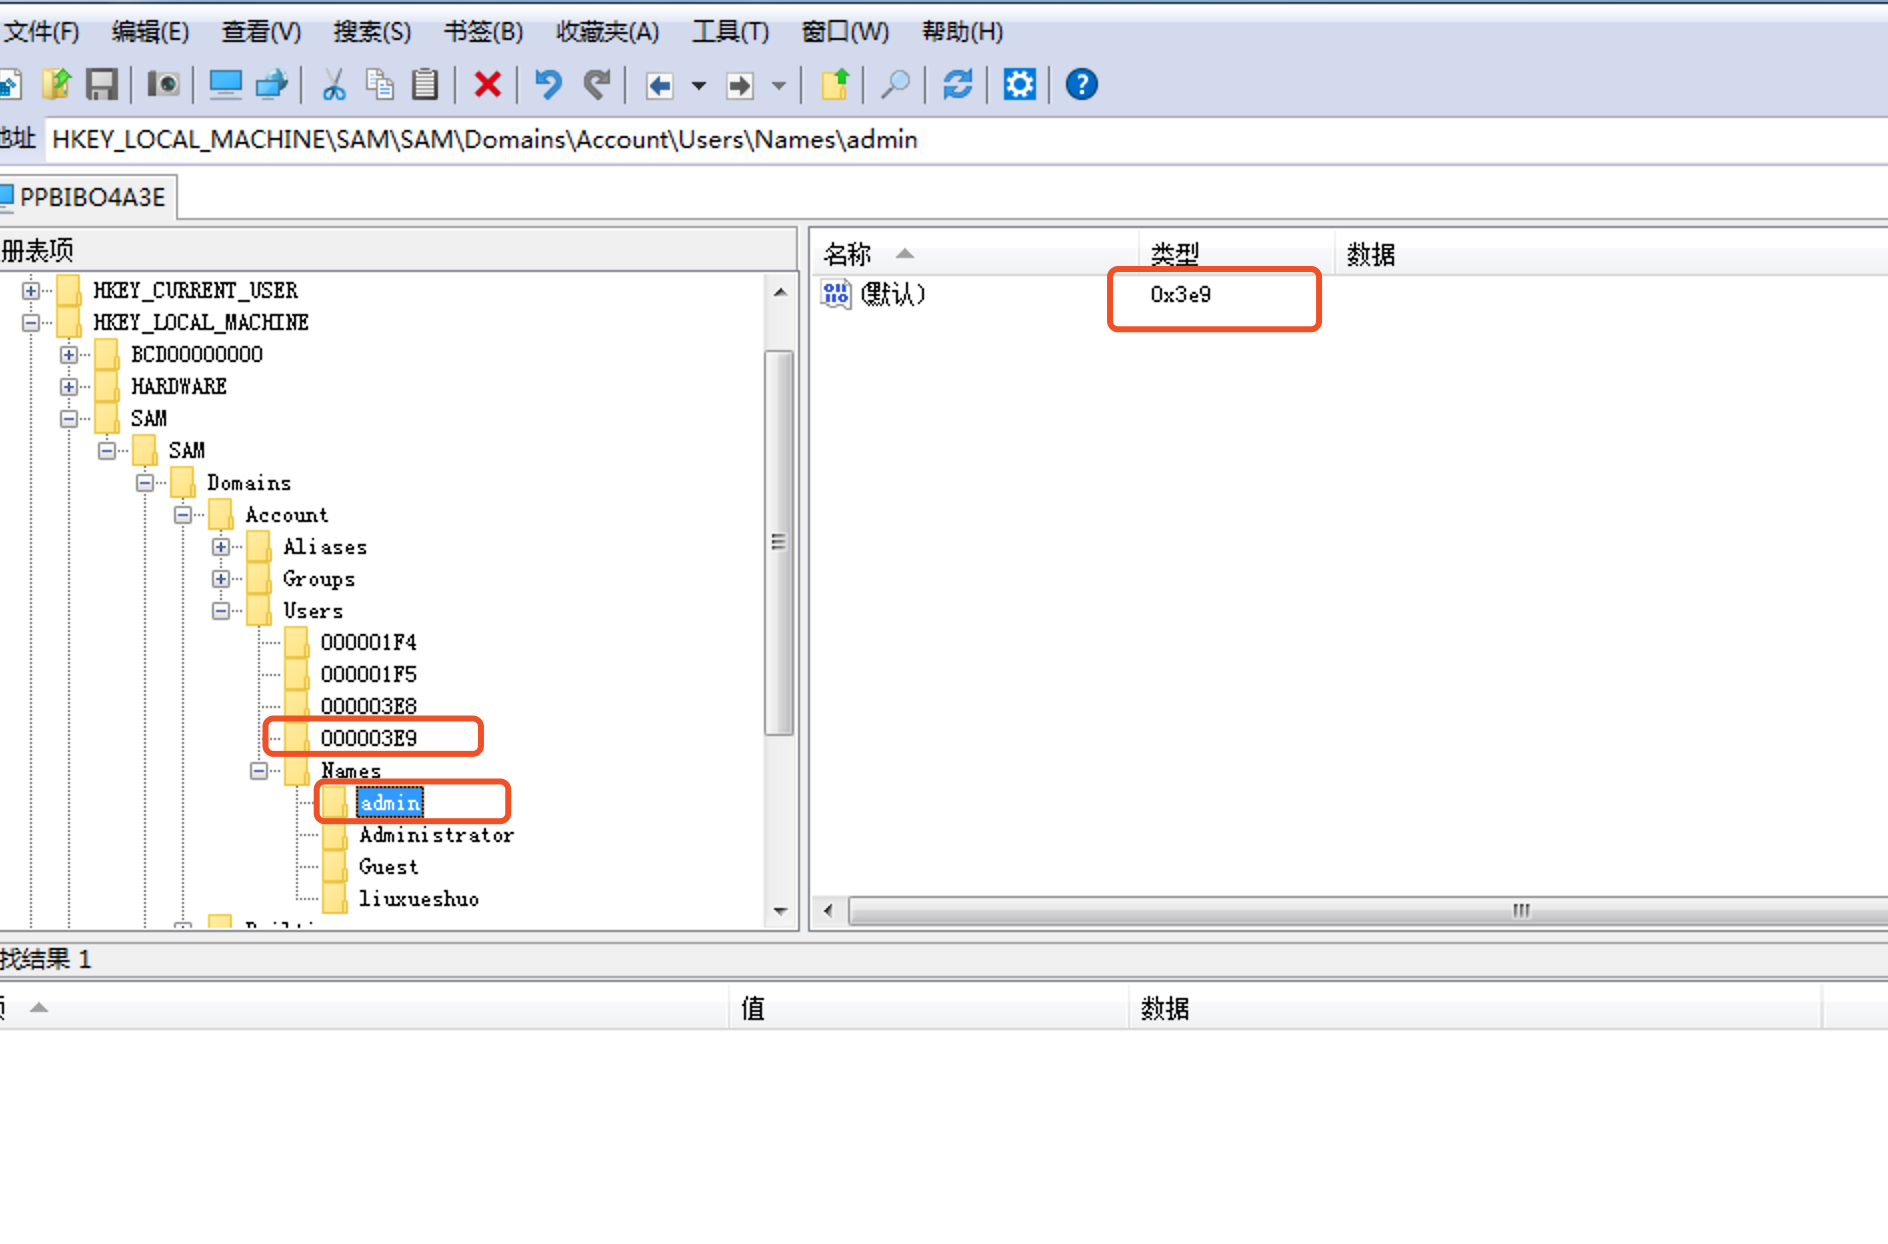 文件(F) 编辑(E) 查看(V) 搜索(S) 书签(B) 收藏夹(A) 工具(T) 窗口(W) 帮助(H)
地址 HKEY_LOCAL_MACHINE\SAM\SAM\Domains\Account\Users\Names\admin
PPBIBO4A3E
册表项
HKEY_CURRENT_USER
HKEY_LOCAL_MACHINE
BCD00000000
HARDWARE
SAM
SAM
Domains
Account
Aliases
Groups
Users
000001F4
000001F5
000003E8
000003E9
Names
admin
Administrator
Guest
liuxueshuo
名称 类型 数据
(默认) 0x3e9
找结果 1
值 数据